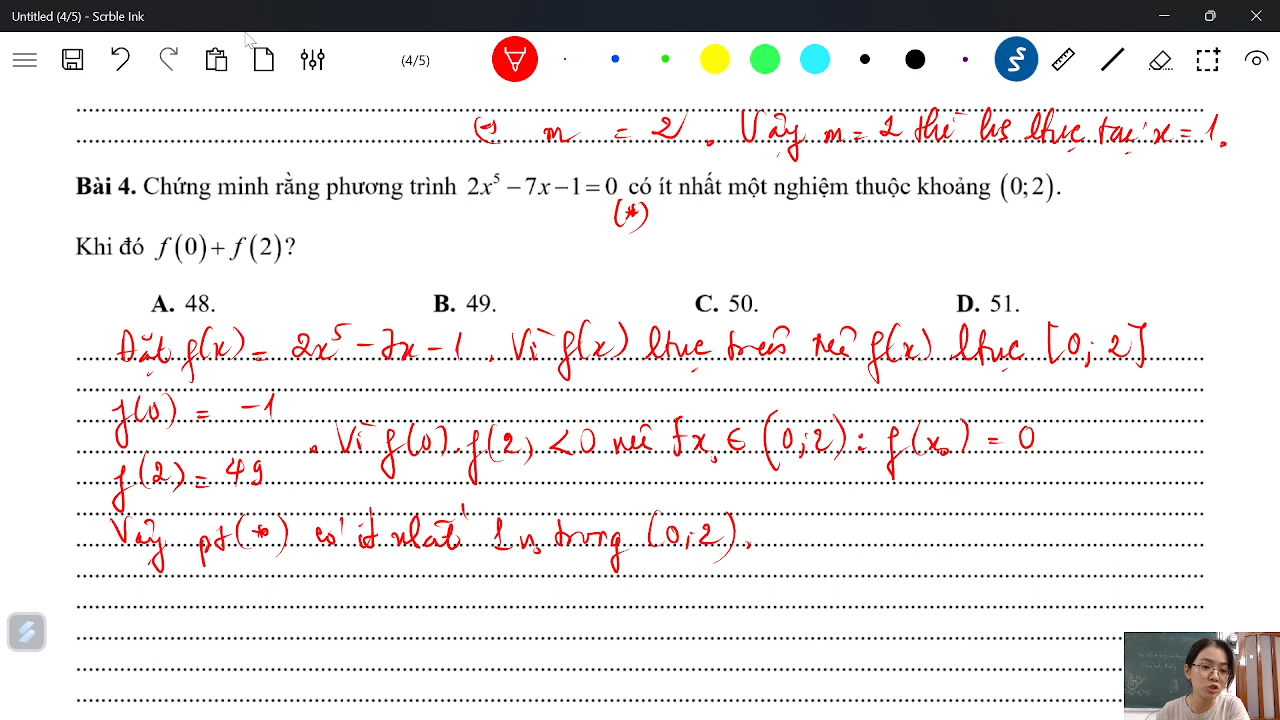 Untitled (4/5) - Scrble Ink
(4/5)
⇔ m = 2. Vậy m = 2 thì hs ltục tại x = 1.
Bài 4. Chứng minh rằng phương trình 2x⁵ − 7x − 1 = 0 có ít nhất một nghiệm thuộc khoảng (0;2).
(*)
Khi đó f(0) + f(2)?
A. 48. B. 49. C. 50. D. 51.
Đặt f(x) = 2x⁵ − 7x − 1. Vì f(x) ltục trên nên f(x) ltục [0; 2]
f(0) = −1
. Vì f(0).f(2) < 0 nên ∃x₀ ∈ (0;2): f(x₀) = 0
f(2) = 49
Vậy pt(*) có ít nhất 1 n₀ trong (0;2).